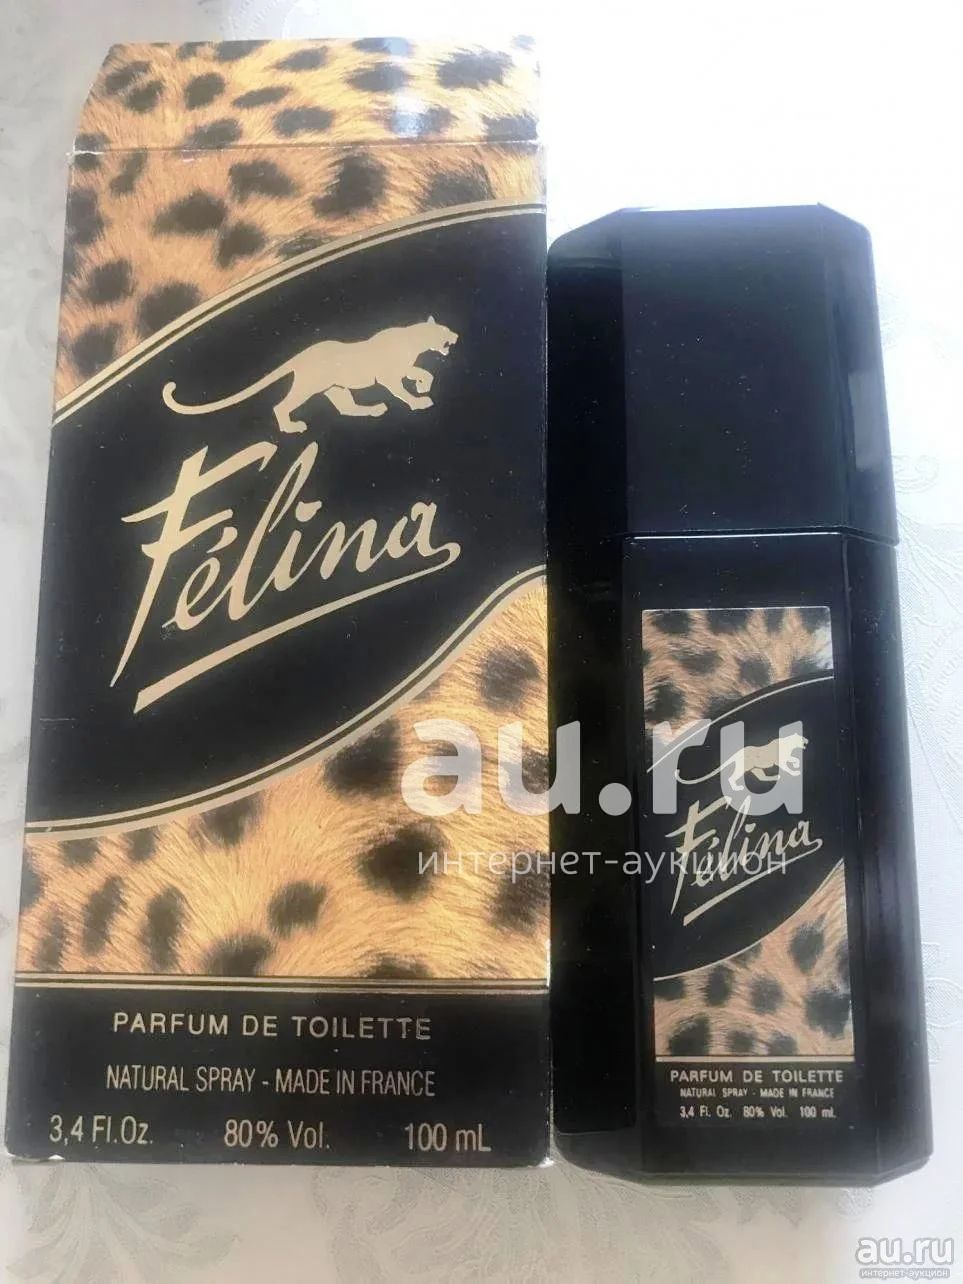 Félina
PARFUM DE TOILETTE
NATURAL SPRAY - MADE IN FRANCE
3,4 Fl.Oz. 80% Vol. 100 mL
Félina
PARFUM DE TOILETTE
NATURAL SPRAY - MADE IN FRANCE
3,4 Fl. Oz. 80% Vol. 100 ml.
au.ru
интернет-аукцион
au.ru
интернет-аукцион